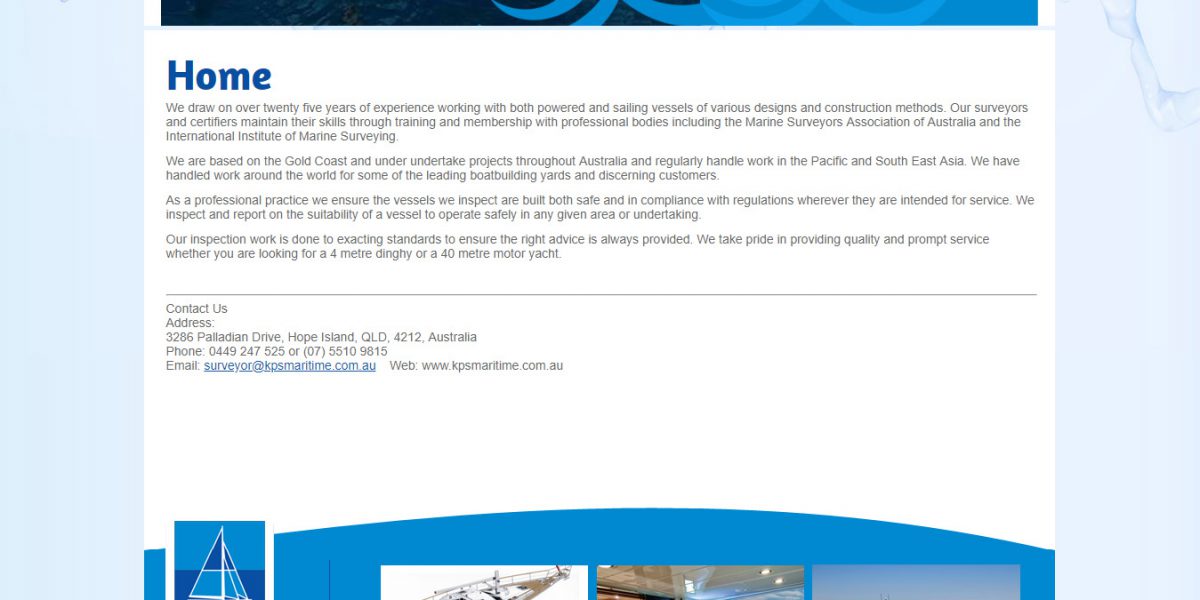 Home
We draw on over twenty five years of experience working with both powered and sailing vessels of various designs and construction methods. Our surveyors
and certifiers maintain their skills through training and membership with professional bodies including the Marine Surveyors Association of Australia and the
International Institute of Marine Surveying.
We are based on the Gold Coast and under undertake projects throughout Australia and regularly handle work in the Pacific and South East Asia. We have
handled work around the world for some of the leading boatbuilding yards and discerning customers.
As a professional practice we ensure the vessels we inspect are built both safe and in compliance with regulations wherever they are intended for service. We
inspect and report on the suitability of a vessel to operate safely in any given area or undertaking.
Our inspection work is done to exacting standards to ensure the right advice is always provided. We take pride in providing quality and prompt service
whether you are looking for a 4 metre dinghy or a 40 metre motor yacht.
Contact Us
Address:
3286 Palladian Drive, Hope Island, QLD, 4212, Australia
Phone: 0449 247 525 or (07) 5510 9815
Email: surveyor@kpsmaritime.com.au Web: www.kpsmaritime.com.au